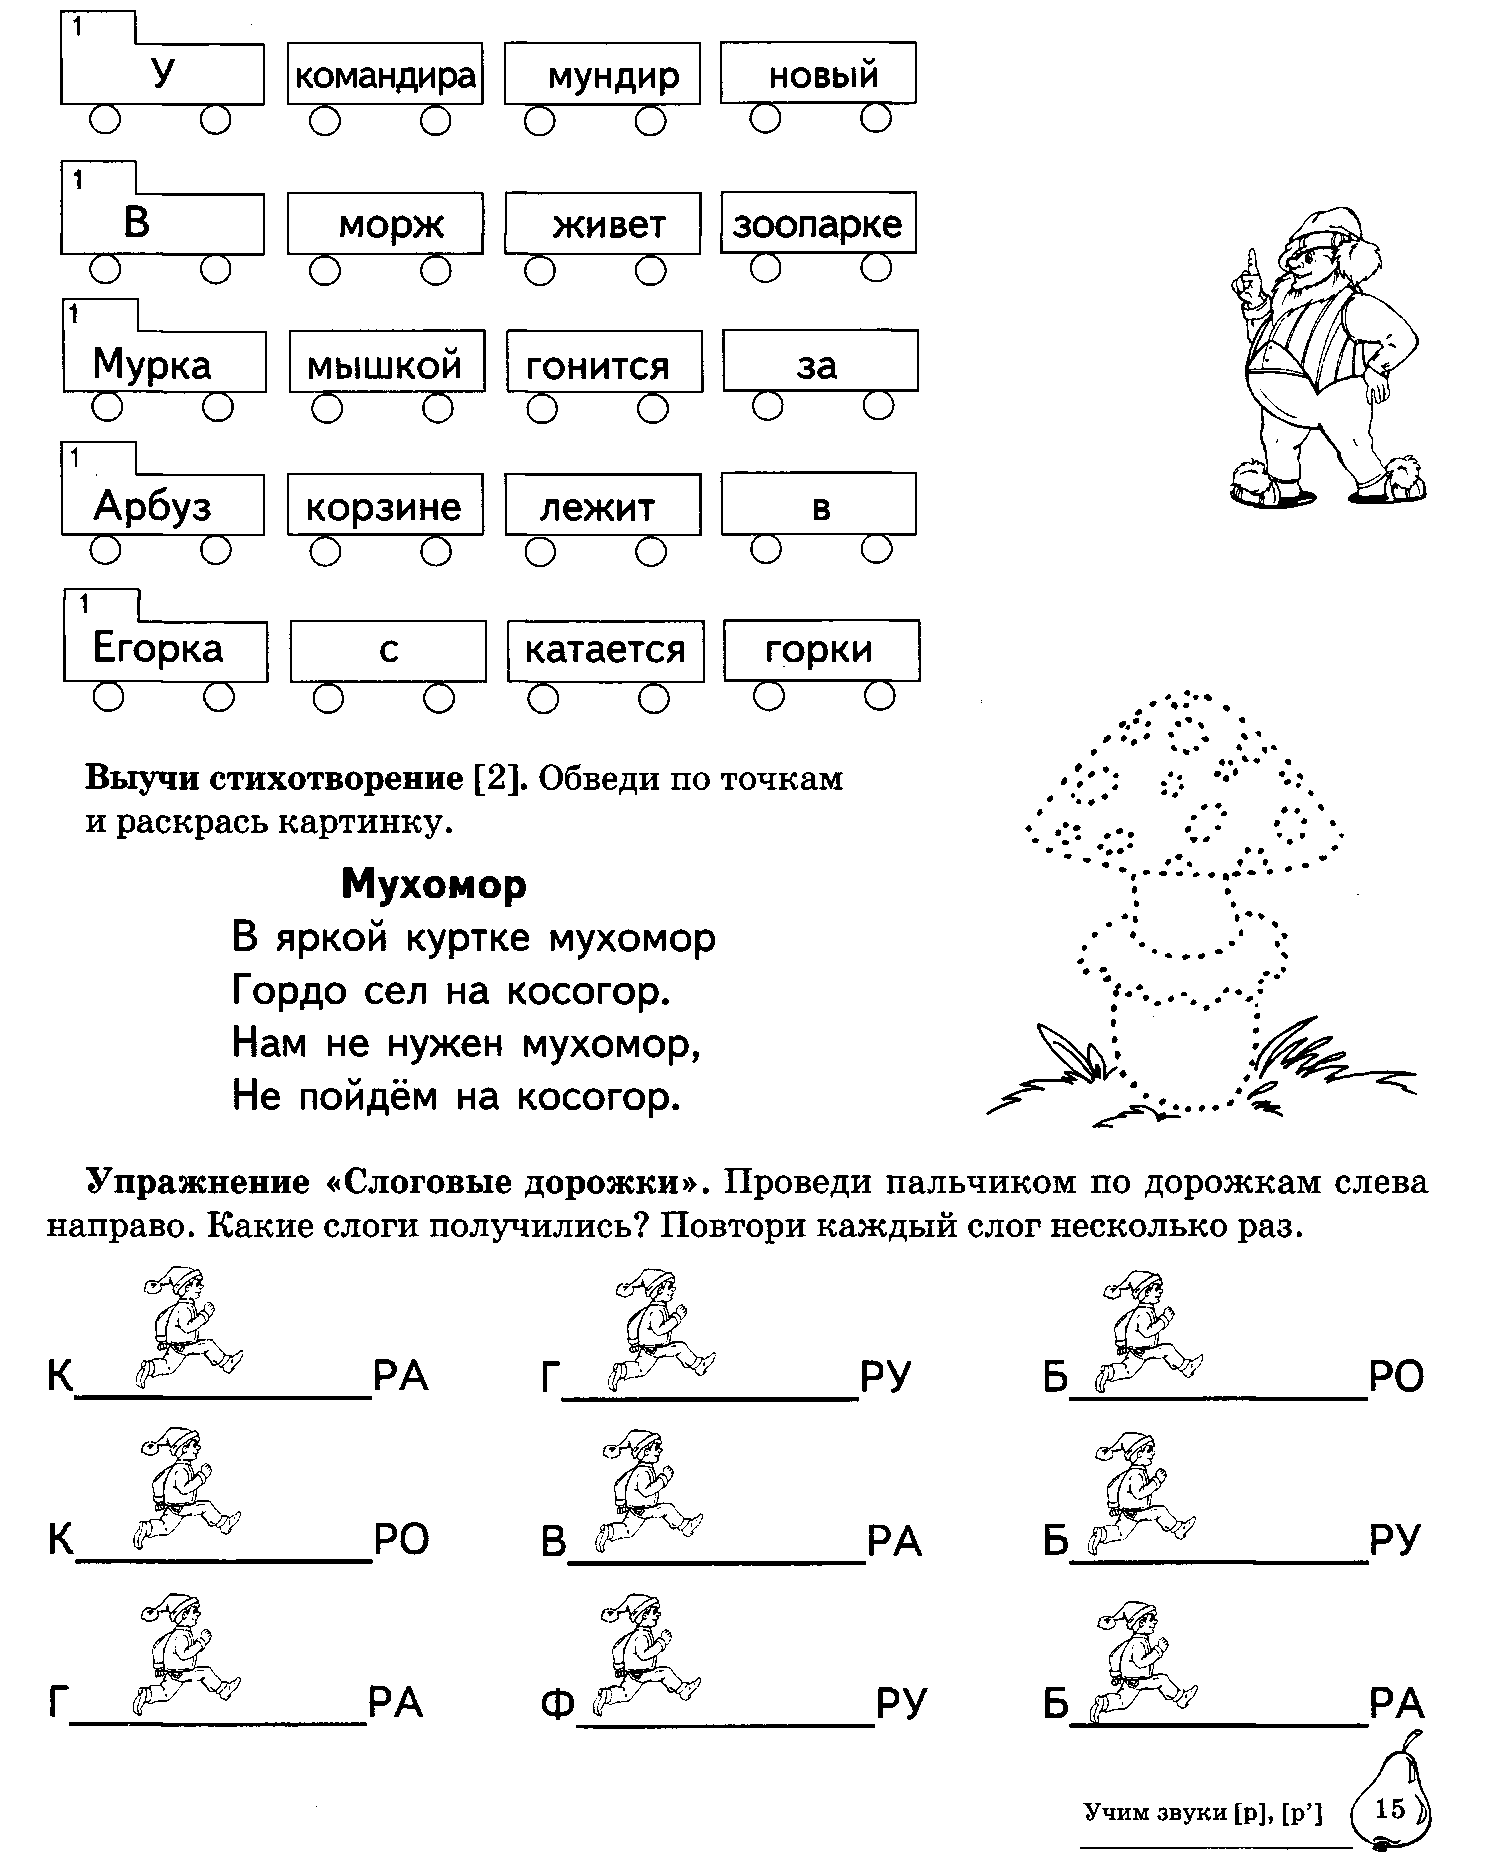 1
У командира мундир новый
1
В морж живет зоопарке
1
Мурка мышкой гонится за
1
Арбуз корзине лежит в
1
Егорка с катается горки
Выучи стихотворение [2]. Обведи по точкам
и раскрась картинку.
Мухомор
В яркой куртке мухомор
Гордо сел на косогор.
Нам не нужен мухомор,
Не пойдём на косогор.
Упражнение «Слоговые дорожки». Проведи пальчиком по дорожкам слева
направо. Какие слоги получились? Повтори каждый слог несколько раз.
К РА Г РУ Б РО
К РО В РА Б РУ
Г РА Ф РУ Б РА
Учим звуки [р], [р’] 15